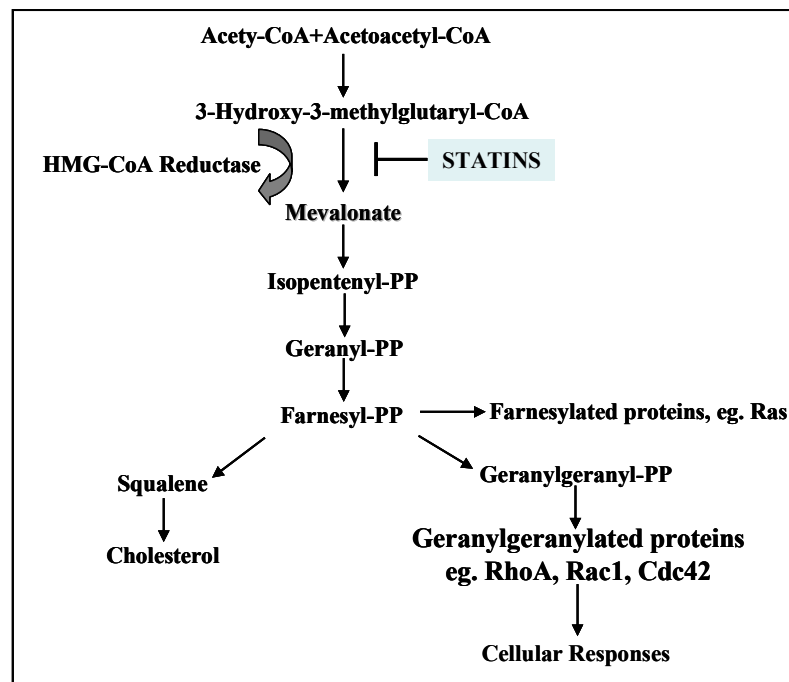 Acety-CoA+Acetoacetyl-CoA
3-Hydroxy-3-methylglutaryl-CoA
HMG-CoA Reductase
STATINS
Mevalonate
Isopentenyl-PP
Geranyl-PP
Farnesyl-PP
Farnesylated proteins, eg. Ras
Squalene
Geranylgeranyl-PP
Cholesterol
Geranylgeranylated proteins
eg. RhoA, Rac1, Cdc42
Cellular Responses